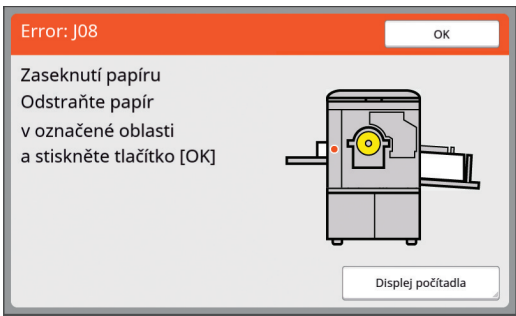 Error: J08
OK
Zaseknutí papíru
Odstraňte papír
v označené oblasti
a stiskněte tlačítko [OK]
Displej počítadla